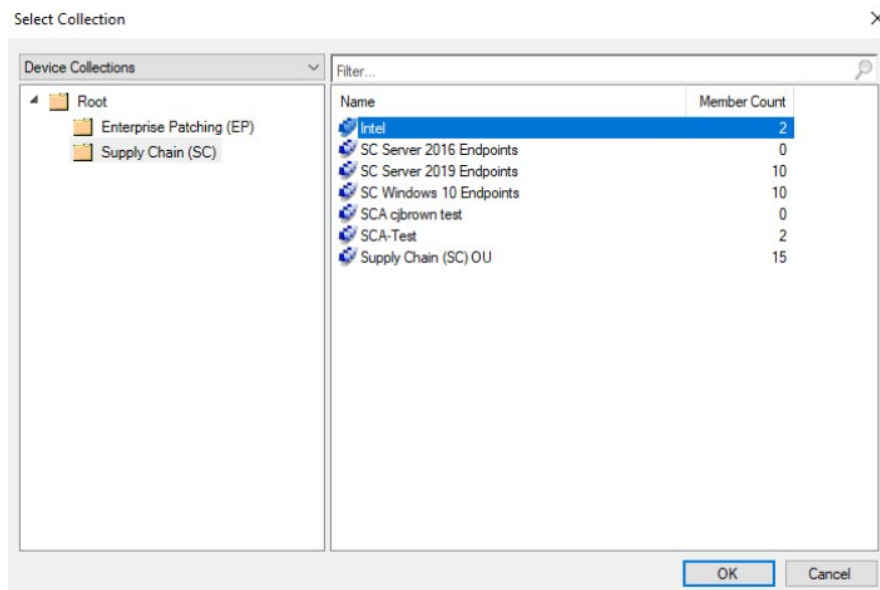 Select Collection
Device Collections
Filter...
Root
Enterprise Patching (EP)
Supply Chain (SC)
Name Member Count
Intel 2
SC Server 2016 Endpoints 0
SC Server 2019 Endpoints 10
SC Windows 10 Endpoints 10
SCA cjbrown test 0
SCA-Test 2
Supply Chain (SC) OU 15
OK Cancel